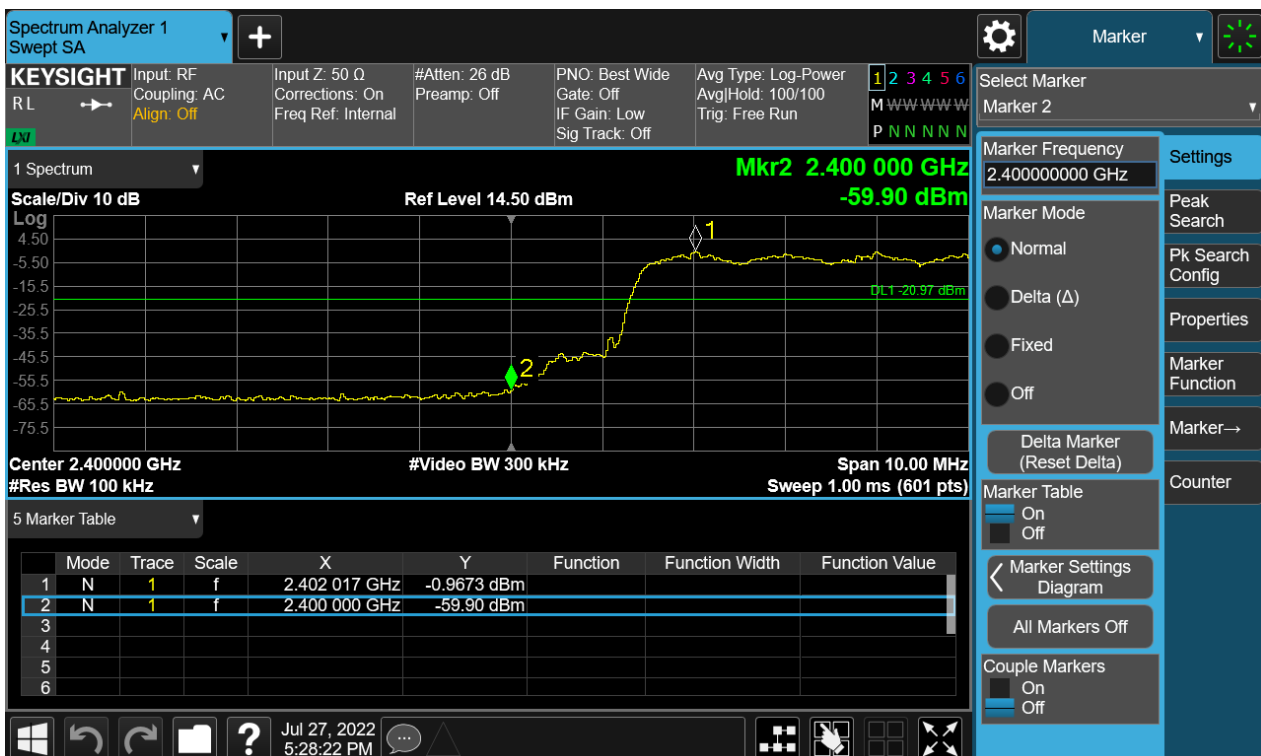 Spectrum Analyzer 1
Swept SA
Marker
KEYSIGHT
R L
LXI
Input: RF
Coupling: AC
Align: Off
Input Z: 50 Ω
Corrections: On
Freq Ref: Internal
#Atten: 26 dB
Preamp: Off
PNO: Best Wide
Gate: Off
IF Gain: Low
Sig Track: Off
Avg Type: Log-Power
Avg|Hold: 100/100
Trig: Free Run
1 2 3 4 5 6
M W W W W W
P N N N N N
1 Spectrum
Mkr2 2.400 000 GHz
-59.90 dBm
Scale/Div 10 dB
Ref Level 14.50 dBm
Log
4.50
-5.50
-15.5
-25.5
-35.5
-45.5
-55.5
-65.5
-75.5
1
2
DL1 -20.97 dBm
Center 2.400000 GHz
#Video BW 300 kHz
Span 10.00 MHz
#Res BW 100 kHz
Sweep 1.00 ms (601 pts)
5 Marker Table
Mode Trace Scale X Y Function Function Width Function Value
1 N 1 f 2.402 017 GHz -0.9673 dBm
2 N 1 f 2.400 000 GHz -59.90 dBm
3
4
5
6
?
Jul 27, 2022
5:28:22 PM
Select Marker
Marker 2
Marker Frequency
2.400000000 GHz
Marker Mode
Normal
Delta (Δ)
Fixed
Off
Delta Marker
(Reset Delta)
Marker Table
On
Off
Marker Settings
Diagram
All Markers Off
Couple Markers
On
Off
Settings
Peak
Search
Pk Search
Config
Properties
Marker
Function
Marker→
Counter